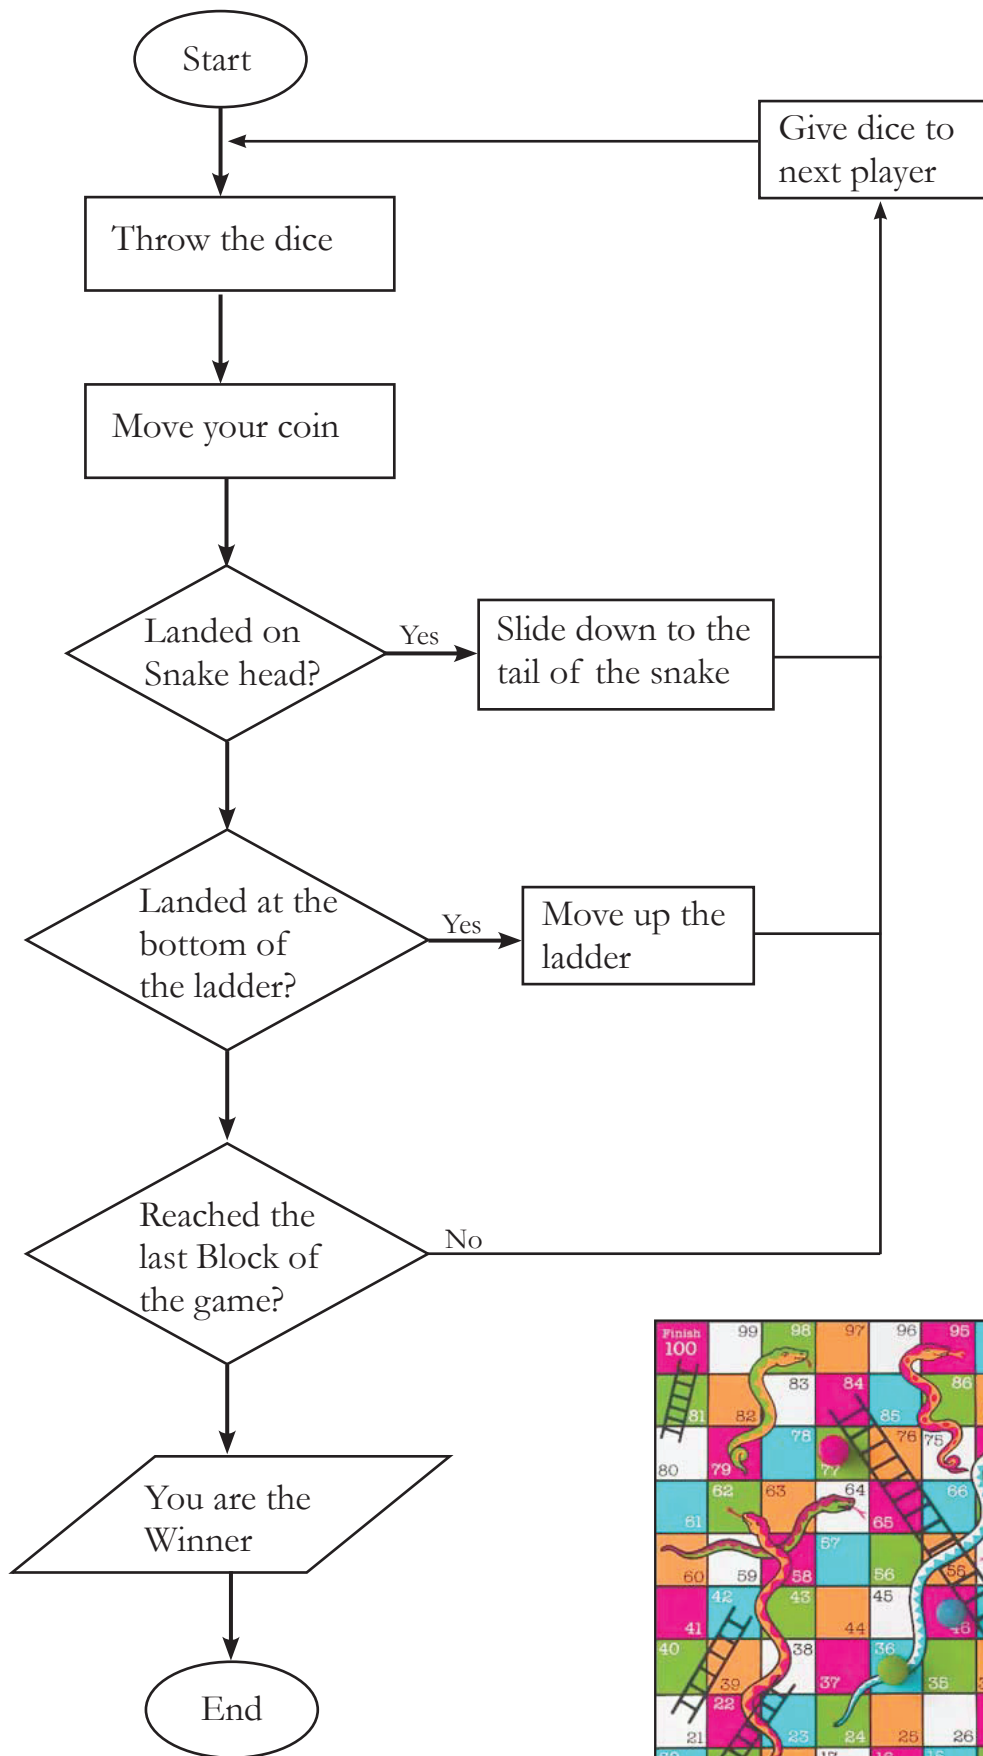 Start
Give dice to
next player
Throw the dice
Move your coin
Landed on
Snake head?
Yes
Slide down to the
tail of the snake
Landed at the
bottom of
the ladder?
Yes
Move up the
ladder
Reached the
last Block of
the game?
No
You are the
Winner
End
Finish
100
99
98
97
96
95
81
82
83
84
85
86
80
79
78
77
76
75
61
62
63
64
65
66
60
59
58
57
56
55
41
42
43
44
45
46
40
39
38
37
36
35
21
22
23
24
25
26